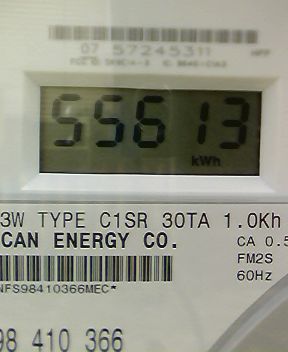 07 57245311
55613
kWh
3W TYPE C1SR 30TA 1.0Kh
CAN ENERGY CO.
CA 0.5
FM2S
60Hz
NFS98410366MEC*
98 410 366